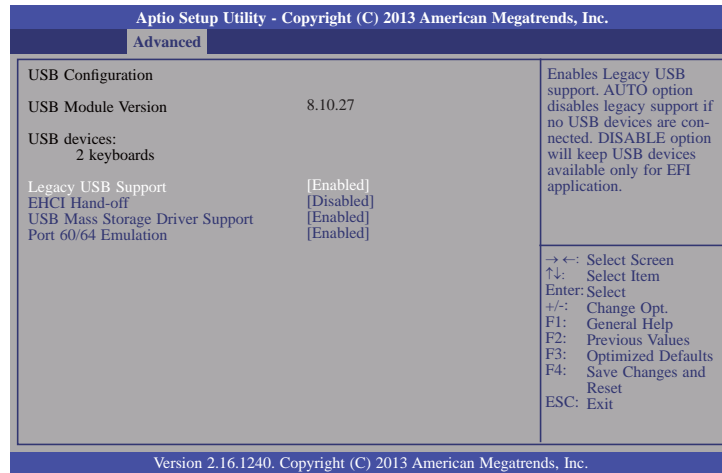 Aptio Setup Utility - Copyright (C) 2013 American Megatrends, Inc.
Advanced
USB Configuration
USB Module Version 8.10.27
USB devices:
2 keyboards
Legacy USB Support [Enabled]
EHCI Hand-off [Disabled]
USB Mass Storage Driver Support [Enabled]
Port 60/64 Emulation [Enabled]
Enables Legacy USB
support. AUTO option
disables legacy support if
no USB devices are con-
nected. DISABLE option
will keep USB devices
available only for EFI
application.
→ ←: Select Screen
↑↓: Select Item
Enter: Select
+/-: Change Opt.
F1: General Help
F2: Previous Values
F3: Optimized Defaults
F4: Save Changes and
Reset
ESC: Exit
Version 2.16.1240. Copyright (C) 2013 American Megatrends, Inc.